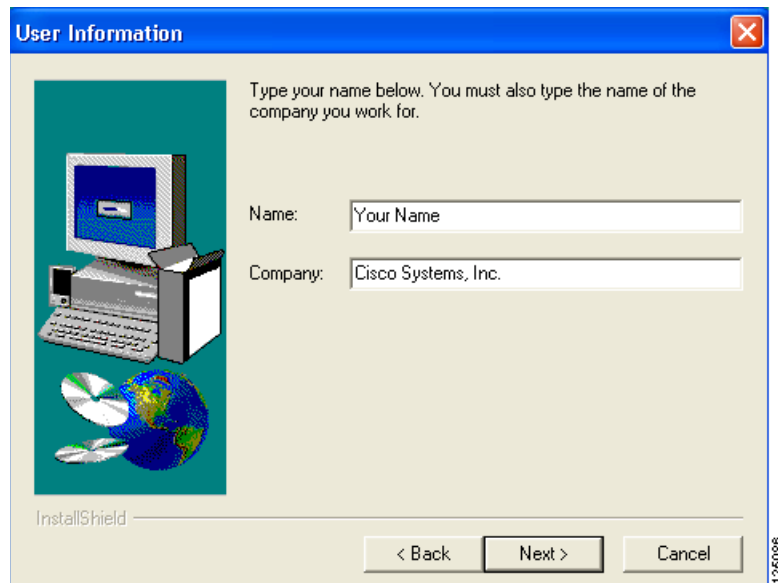 User Information
Type your name below. You must also type the name of the
company you work for.
Name: Your Name
Company: Cisco Systems, Inc.
InstallShield
< Back Next > Cancel